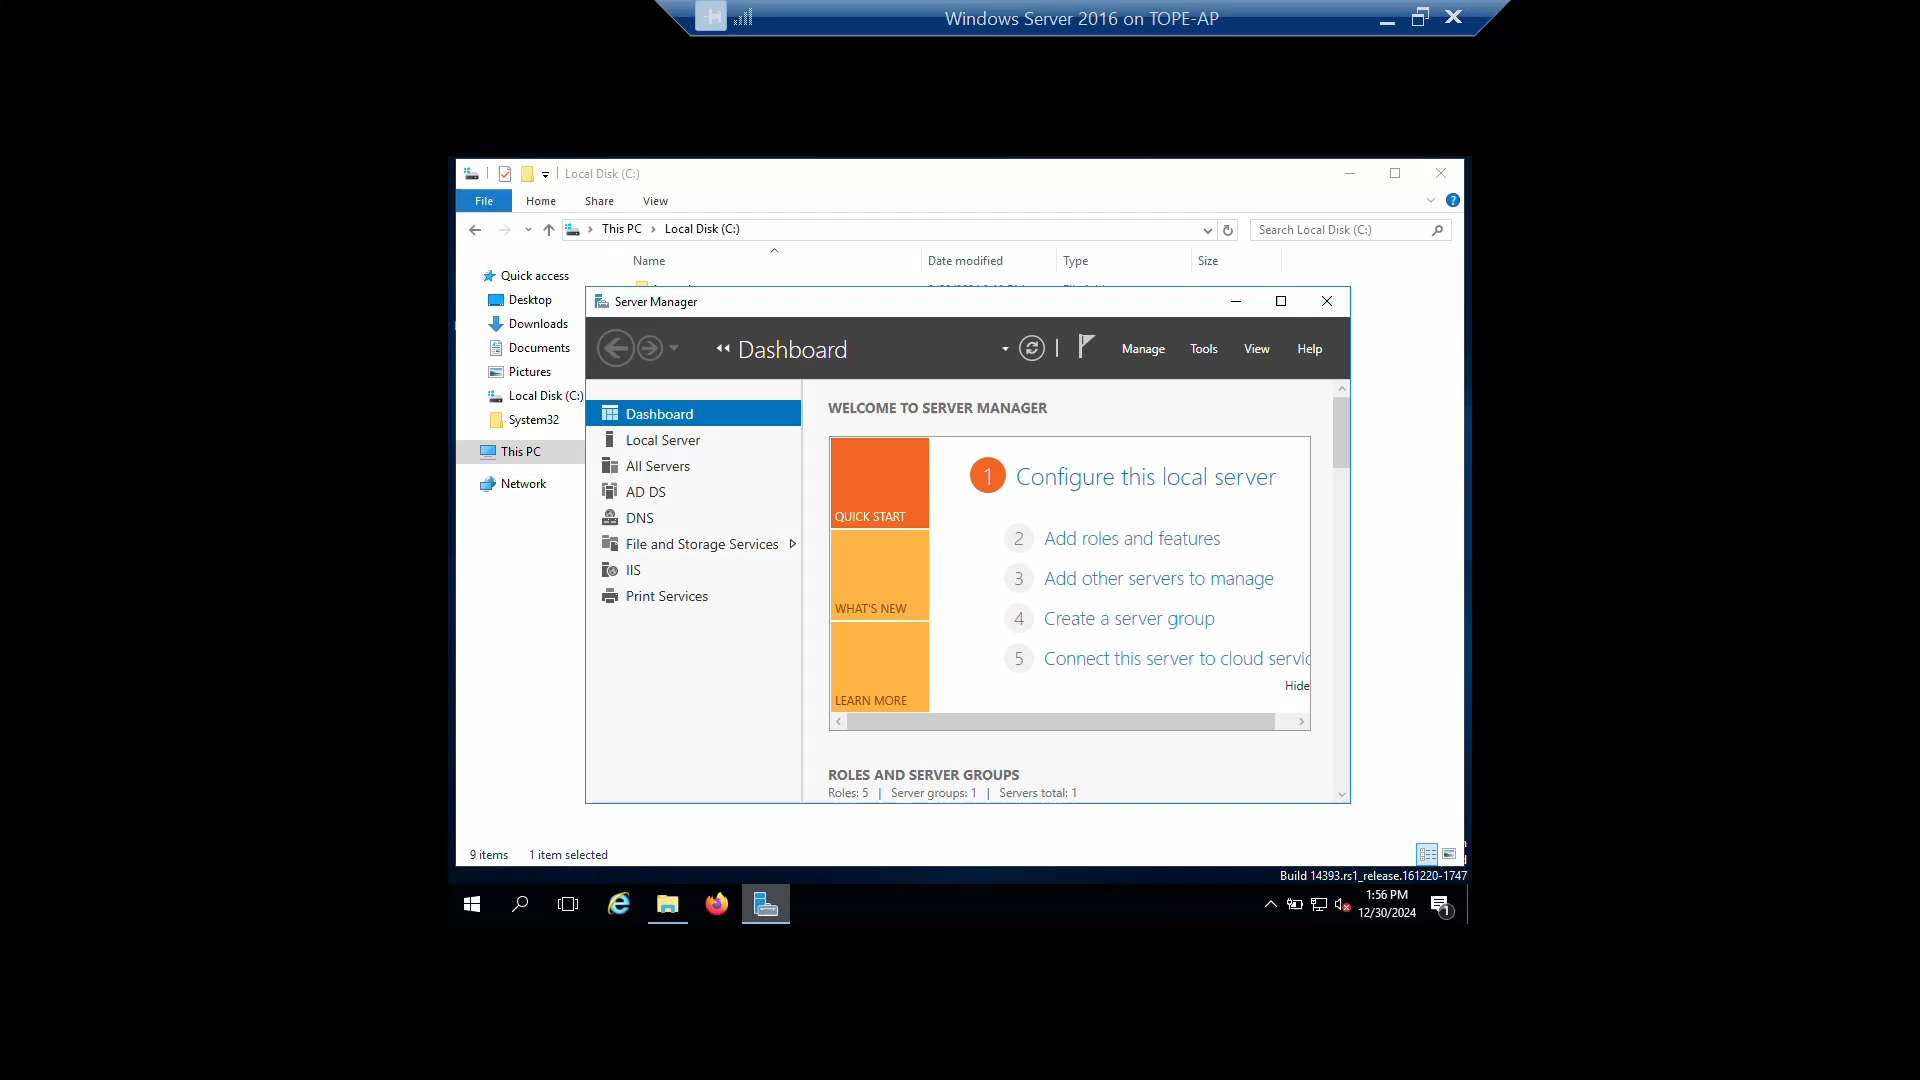 Windows Server 2016 on TOPE-AP
Local Disk (C:)
File Home Share View
This PC Local Disk (C:)
Search Local Disk (C:)
Name Date modified Type Size
Quick access
Desktop
Downloads
Documents
Pictures
Local Disk (C:)
System32
This PC
Network
Server Manager
Dashboard
Manage Tools View Help
Dashboard
Local Server
All Servers
AD DS
DNS
File and Storage Services
IIS
Print Services
WELCOME TO SERVER MANAGER
QUICK START
WHAT'S NEW
LEARN MORE
1 Configure this local server
2 Add roles and features
3 Add other servers to manage
4 Create a server group
5 Connect this server to cloud servic
Hide
ROLES AND SERVER GROUPS
Roles: 5 | Server groups: 1 | Servers total: 1
9 items 1 item selected
Build 14393.rs1_release.161220-1747
1:56 PM
12/30/2024
1